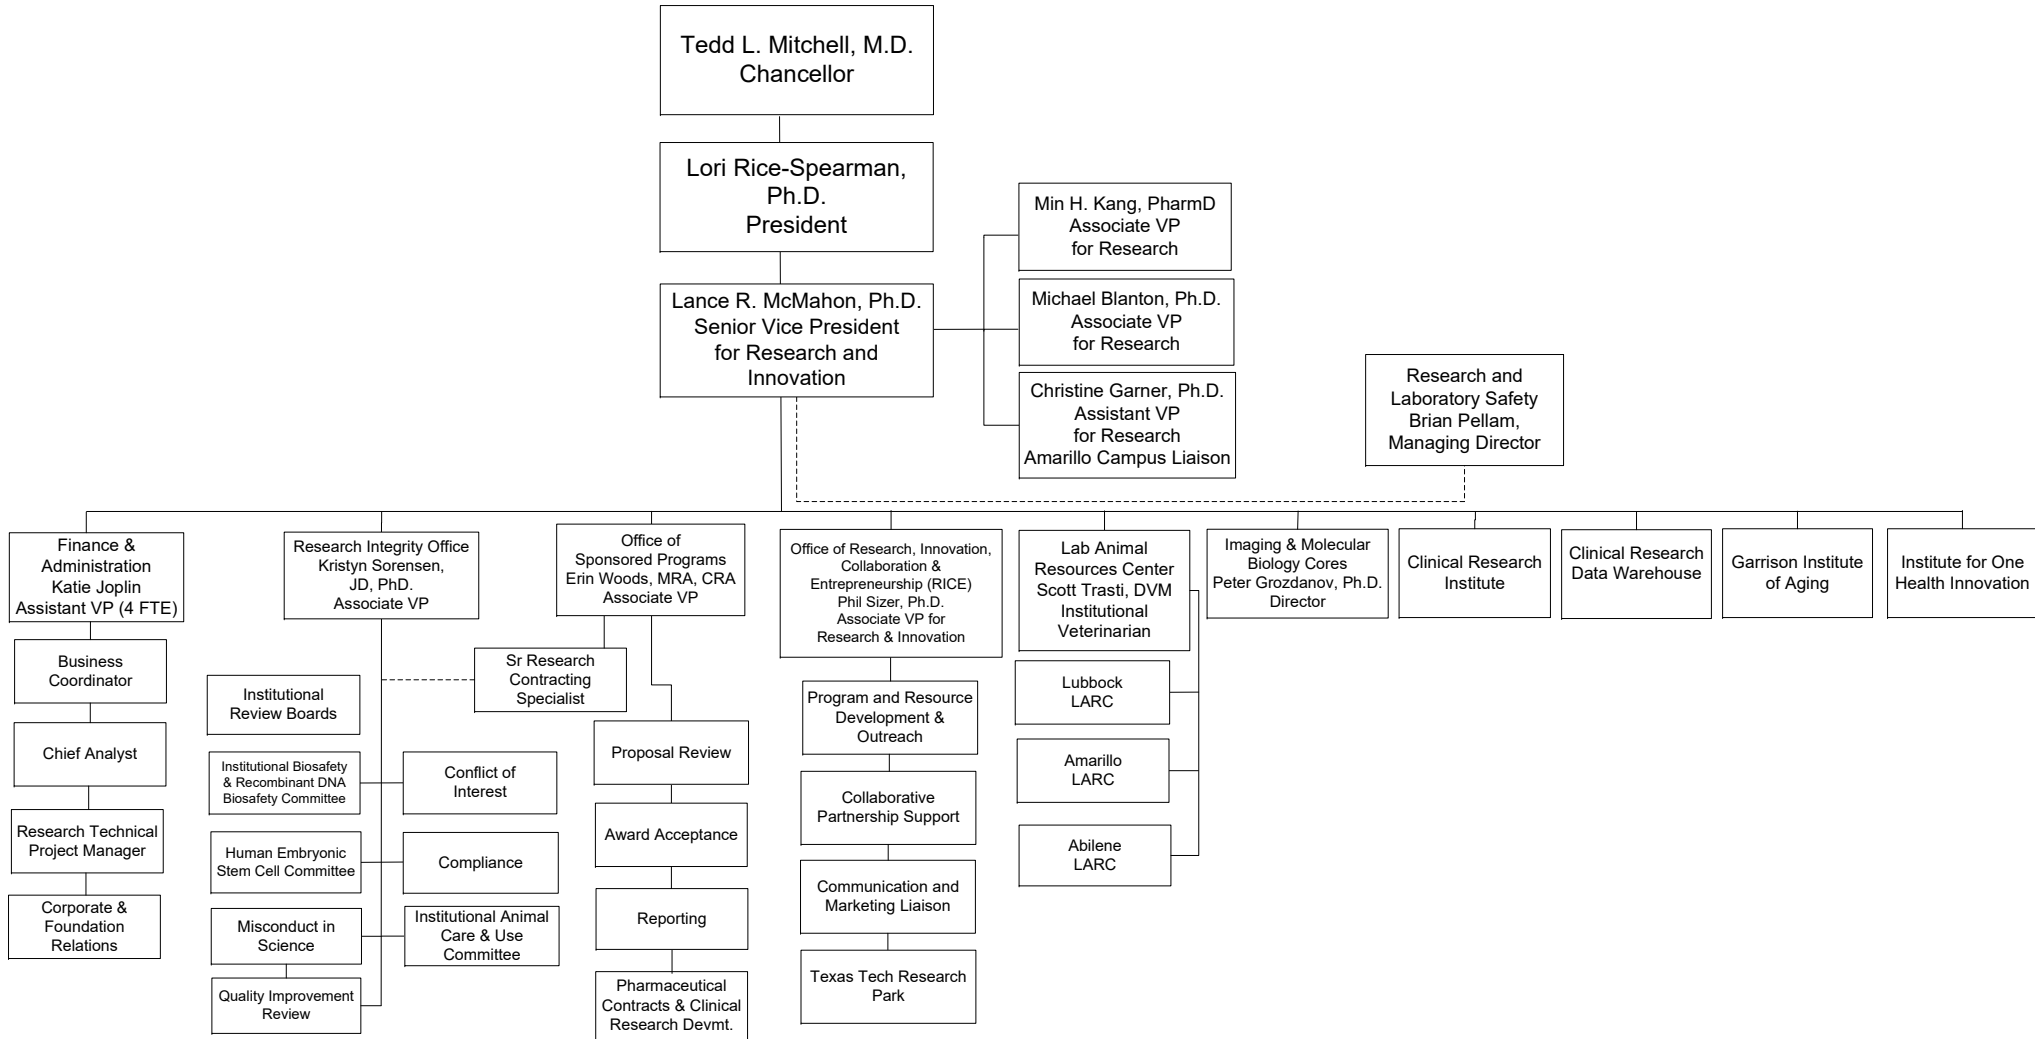 Tedd L. Mitchell, M.D.
Chancellor
Lori Rice-Spearman,
Ph.D.
President
Lance R. McMahon, Ph.D.
Senior Vice President
for Research and
Innovation
Min H. Kang, PharmD
Associate VP
for Research
Michael Blanton, Ph.D.
Associate VP
for Research
Christine Garner, Ph.D.
Assistant VP
for Research
Amarillo Campus Liaison
Research and
Laboratory Safety
Brian Pellam,
Managing Director
Finance &
Administration
Katie Joplin
Assistant VP (4 FTE)
Business
Coordinator
Chief Analyst
Research Technical
Project Manager
Corporate &
Foundation
Relations
Research Integrity Office
Kristyn Sorensen,
JD, PhD.
Associate VP
Institutional
Review Boards
Institutional Biosafety
& Recombinant DNA
Biosafety Committee
Conflict of
Interest
Human Embryonic
Stem Cell Committee
Compliance
Misconduct in
Science
Institutional Animal
Care & Use
Committee
Quality Improvement
Review
Office of
Sponsored Programs
Erin Woods, MRA, CRA
Associate VP
Sr Research
Contracting
Specialist
Proposal Review
Award Acceptance
Reporting
Pharmaceutical
Contracts & Clinical
Research Devmt.
Office of Research, Innovation,
Collaboration &
Entrepreneurship (RICE)
Phil Sizer, Ph.D.
Associate VP for
Research & Innovation
Program and Resource
Development &
Outreach
Collaborative
Partnership Support
Communication and
Marketing Liaison
Texas Tech Research
Park
Lab Animal
Resources Center
Scott Trasti, DVM
Institutional
Veterinarian
Lubbock
LARC
Amarillo
LARC
Abilene
LARC
Imaging & Molecular
Biology Cores
Peter Grozdanov, Ph.D.
Director
Clinical Research
Institute
Clinical Research
Data Warehouse
Garrison Institute
of Aging
Institute for One
Health Innovation